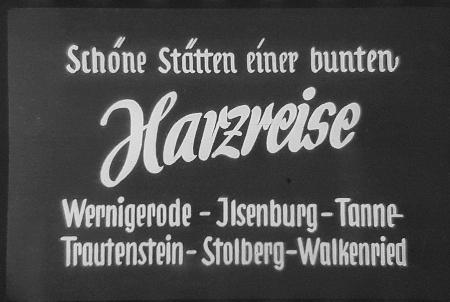 Schöne Stätten einer bunten
Harzreise
Wernigerode - Jlsenburg - Tanne-
Trautenstein - Stolberg - Walkenried